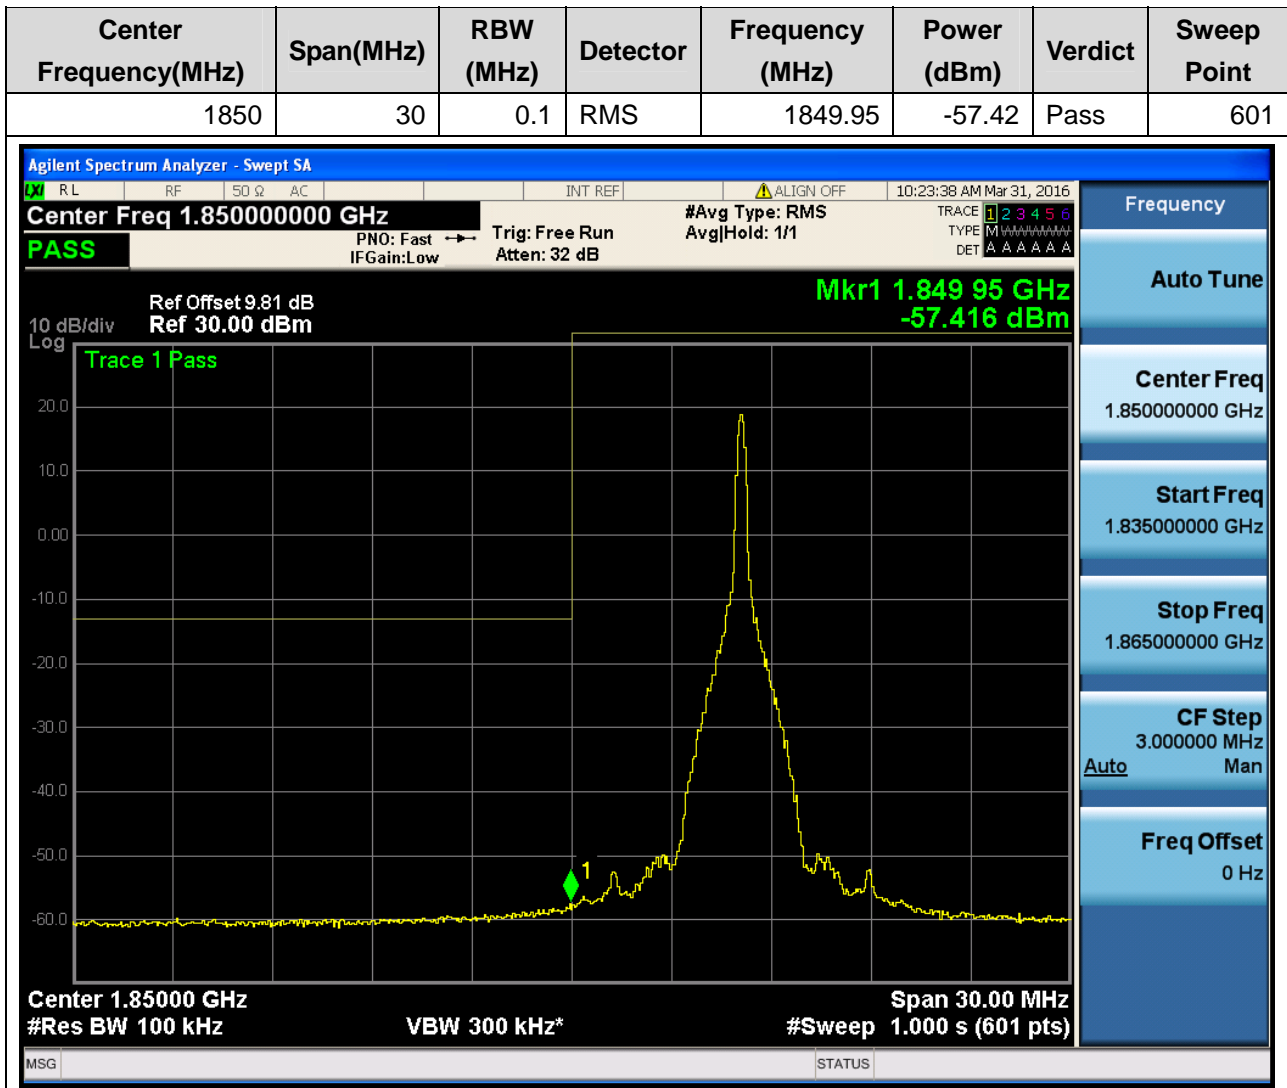 Center Frequency(MHz) Span(MHz) RBW (MHz) Detector Frequency (MHz) Power (dBm) Verdict Sweep Point
1850 30 0.1 RMS 1849.95 -57.42 Pass 601
Agilent Spectrum Analyzer - Swept SA
LXI RL RF 50 Ω AC INT REF ALIGN OFF 10:23:38 AM Mar 31, 2016
Center Freq 1.850000000 GHz #Avg Type: RMS TRACE 1 2 3 4 5 6
PNO: Fast Trig: Free Run Avg|Hold: 1/1 TYPE M WWWWW
PASS IFGain:Low Atten: 32 dB DET A A A A A A
Mkr1 1.849 95 GHz
-57.416 dBm
Ref Offset 9.81 dB
10 dB/div Ref 30.00 dBm
Log
Trace 1 Pass
20.0
10.0
0.00
-10.0
-20.0
-30.0
-40.0
-50.0
1
-60.0
Center 1.85000 GHz Span 30.00 MHz
#Res BW 100 kHz VBW 300 kHz* #Sweep 1.000 s (601 pts)
MSG STATUS
Frequency
Auto Tune
Center Freq
1.850000000 GHz
Start Freq
1.835000000 GHz
Stop Freq
1.865000000 GHz
CF Step
3.000000 MHz
Auto Man
Freq Offset
0 Hz